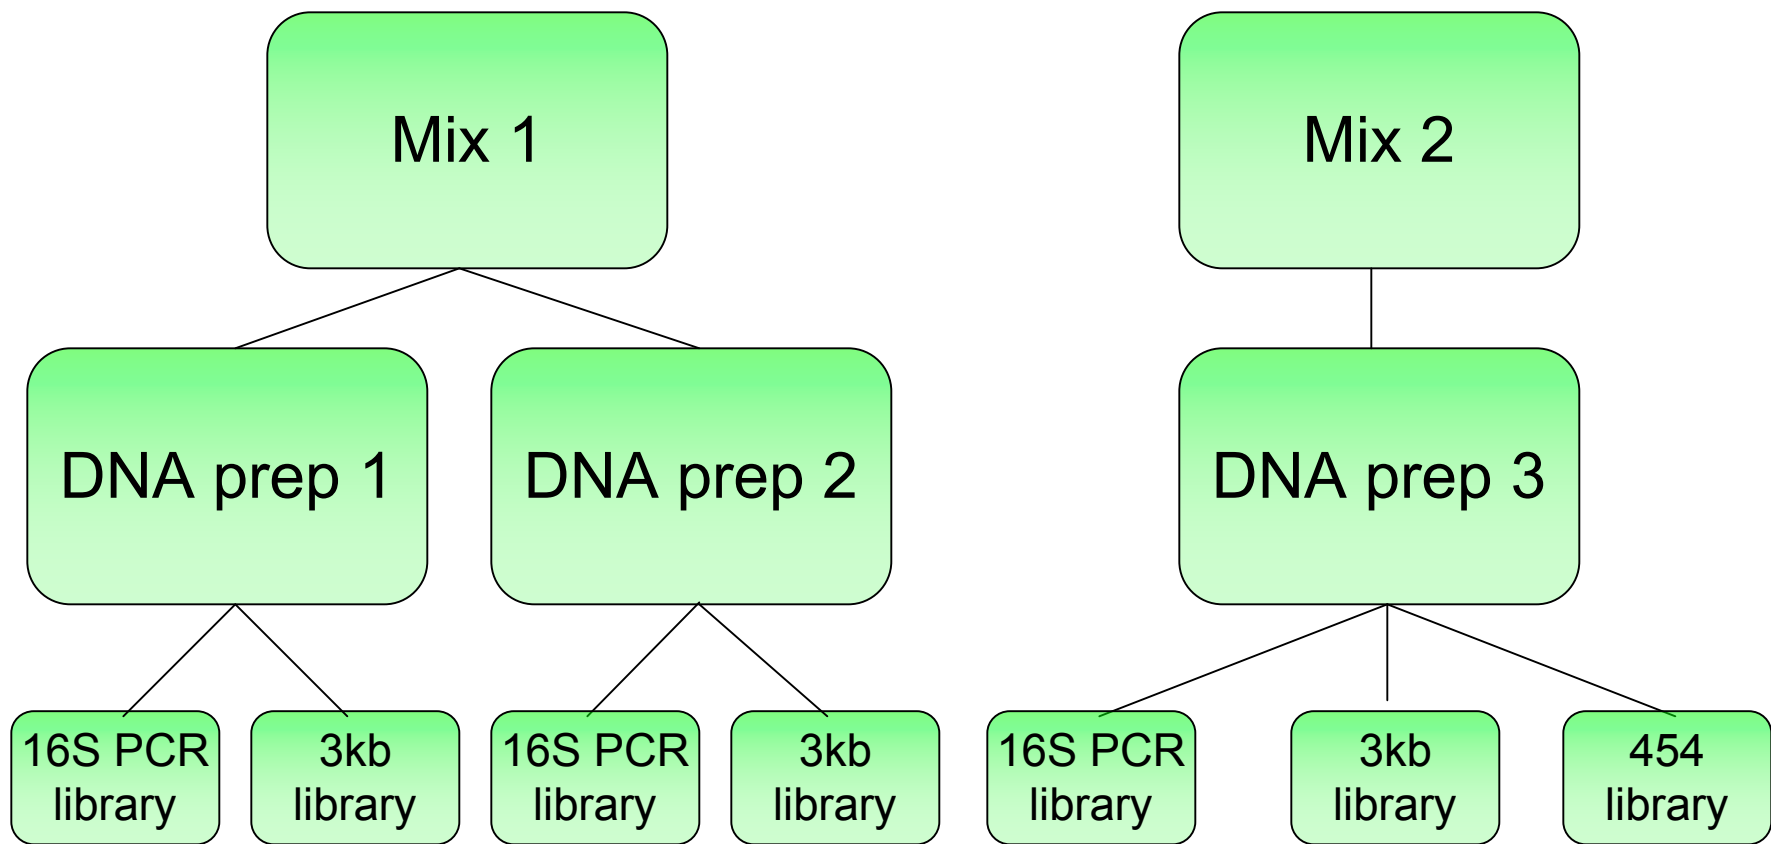 Mix 1
Mix 2
DNA prep 1
DNA prep 2
DNA prep 3
16S PCR
library
3kb
library
16S PCR
library
3kb
library
16S PCR
library
3kb
library
454
library